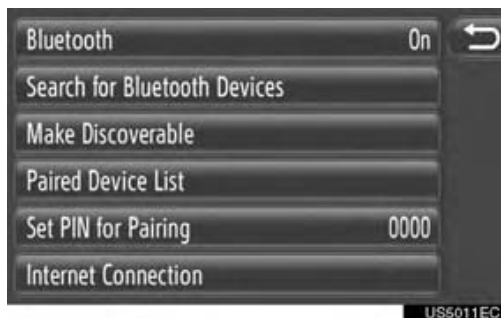 Bluetooth On
Search for Bluetooth Devices
Make Discoverable
Paired Device List
Set PIN for Pairing 0000
Internet Connection
US5011EC